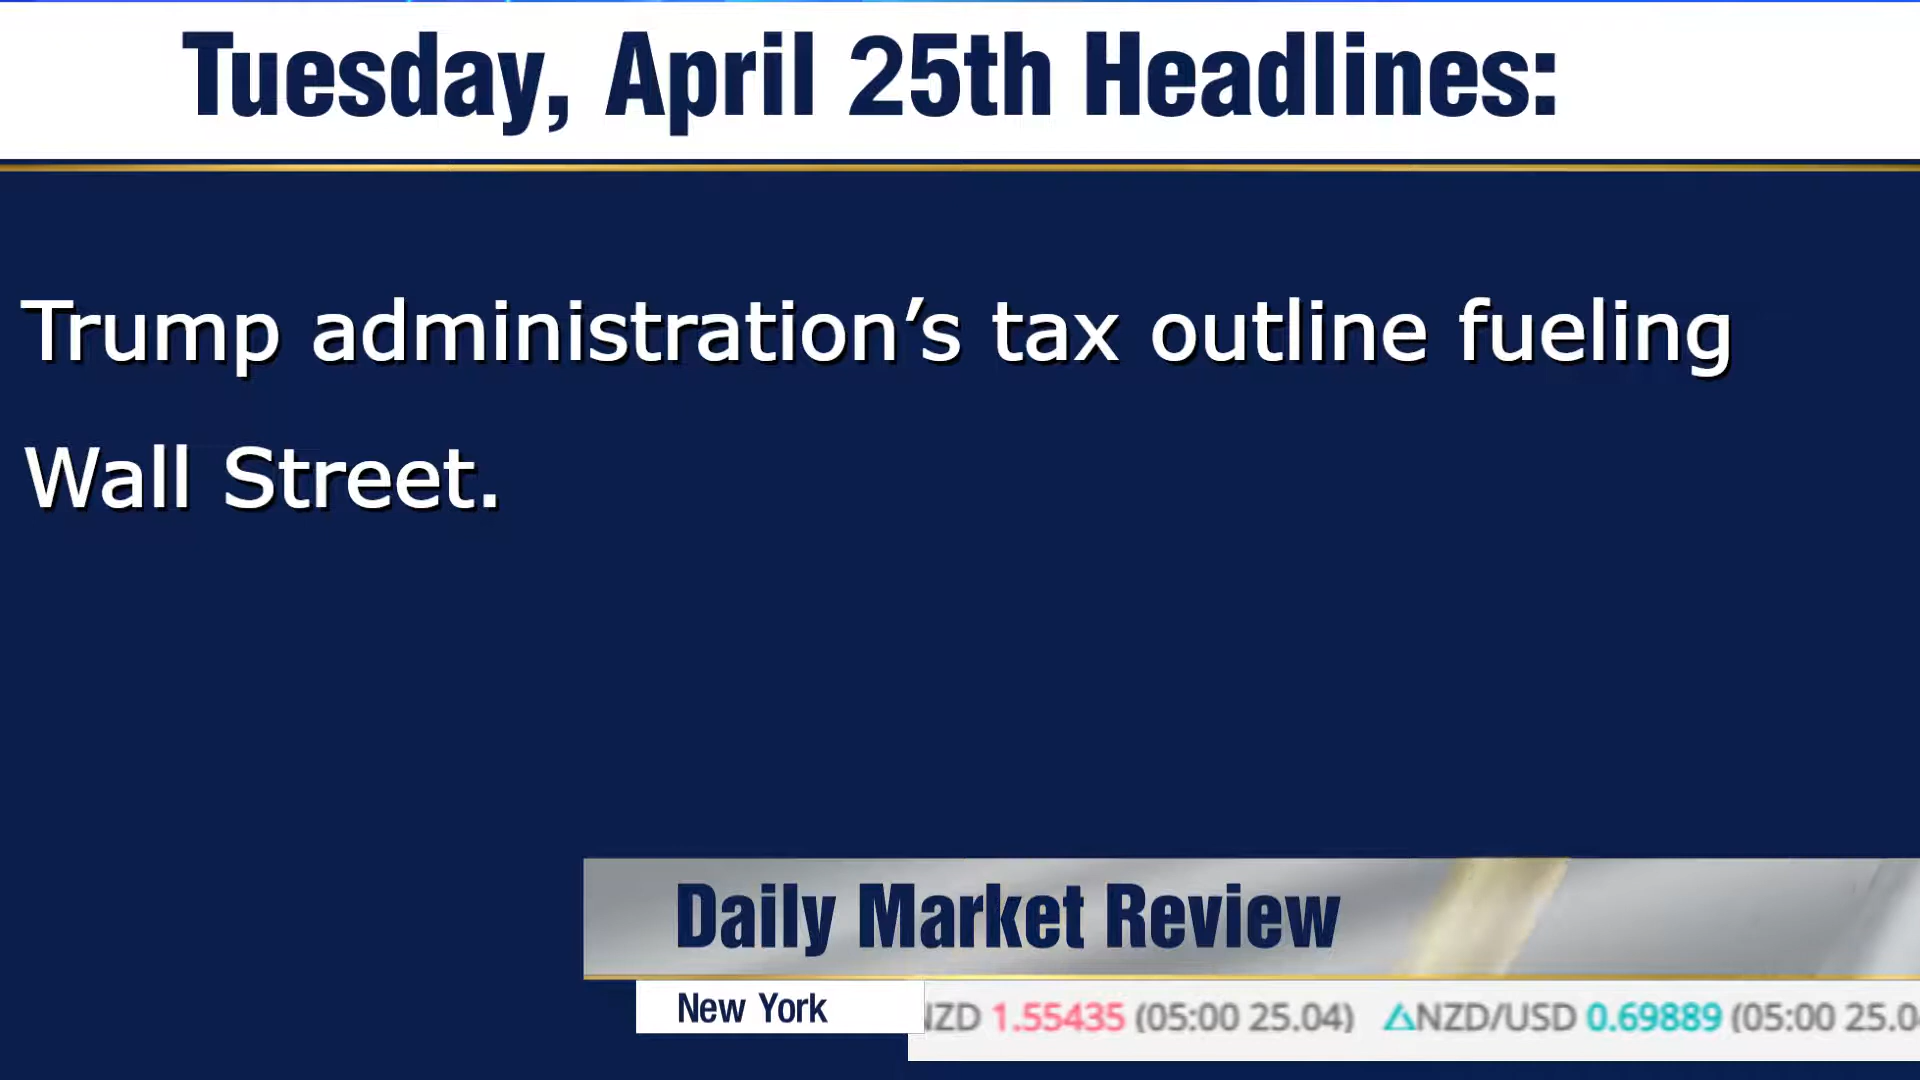 Tuesday, April 25th Headlines:
Trump administration’s tax outline fueling
Wall Street.
Daily Market Review
New York
1.55435 (05:00 25.04) △NZD/USD 0.69889 (05:00